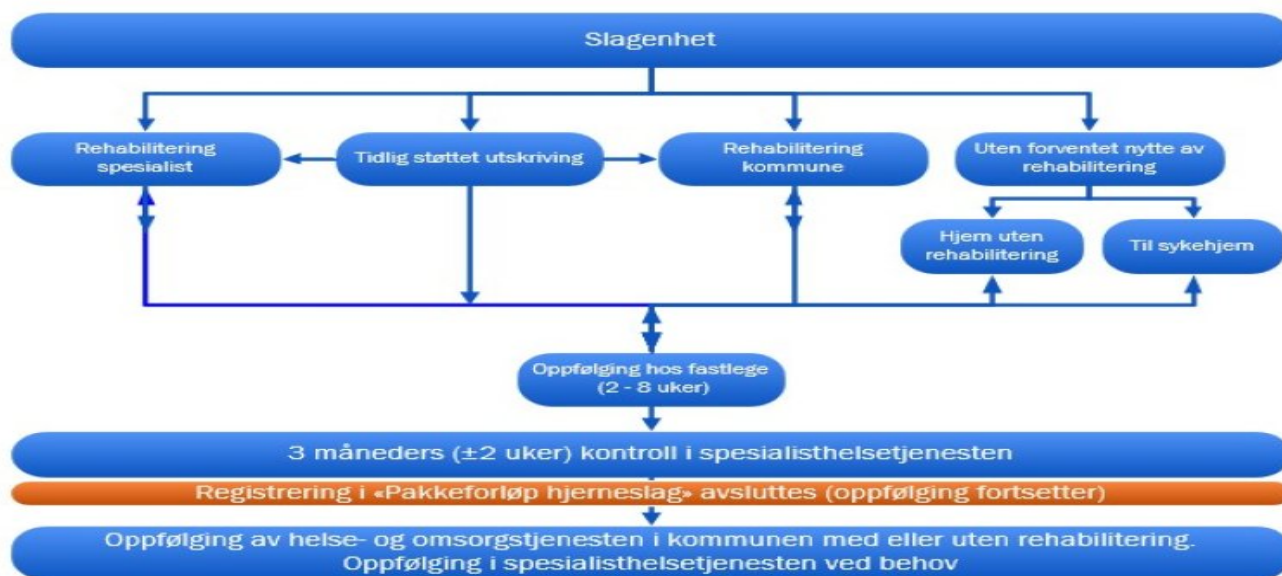 Slagenhet
Rehabilitering
spesialist
Tidlig støttet utskriving
Rehabilitering
kommune
Uten forventet nytte av
rehabilitering
Hjem uten
rehabilitering
Til sykehjem
Oppfølging hos fastlege
(2 - 8 uker)
3 måneders (±2 uker) kontroll i spesialisthelsetjenesten
Registrering i «Pakkeforløp hjerneslag» avsluttes (oppfølging fortsetter)
Oppfølging av helse- og omsorgstjenesten i kommunen med eller uten rehabilitering.
Oppfølging i spesialisthelsetjenesten ved behov